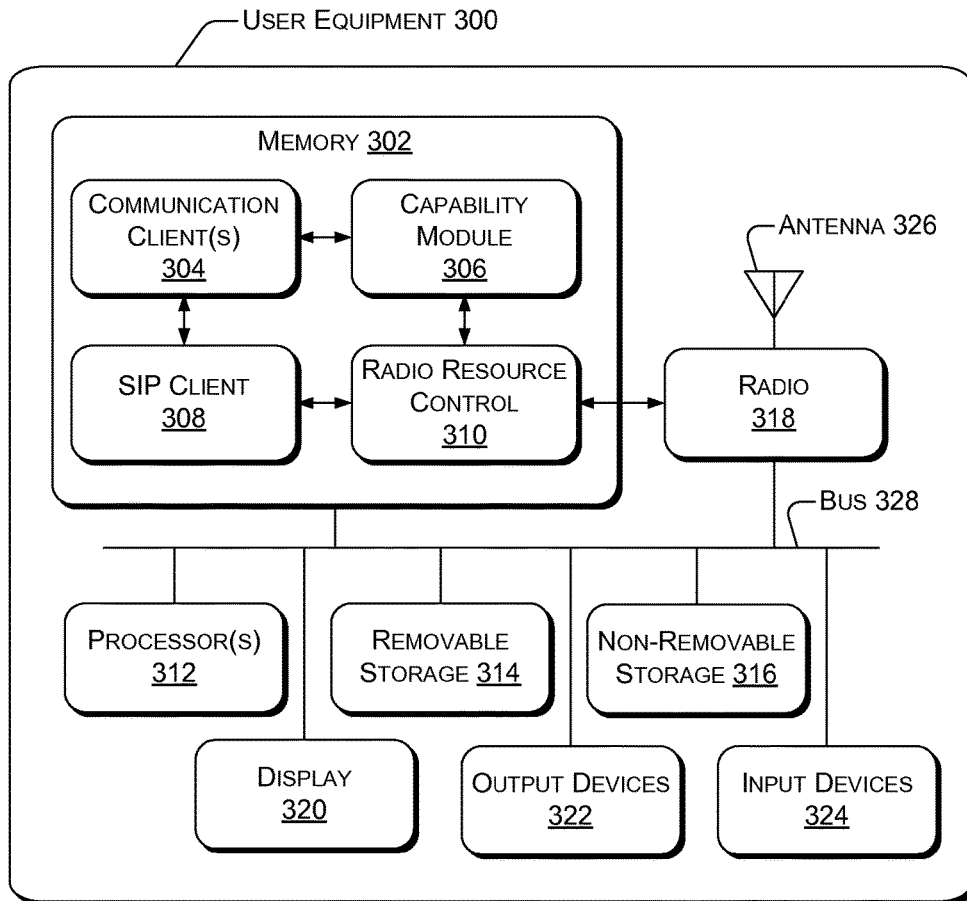 USER EQUIPMENT 300
MEMORY 302
COMMUNICATION
CLIENT(S)
304
CAPABILITY
MODULE
306
ANTENNA 326
SIP CLIENT
308
RADIO RESOURCE
CONTROL
310
RADIO
318
BUS 328
PROCESSOR(S)
312
REMOVABLE
STORAGE 314
NON-REMOVABLE
STORAGE 316
DISPLAY
320
OUTPUT DEVICES
322
INPUT DEVICES
324